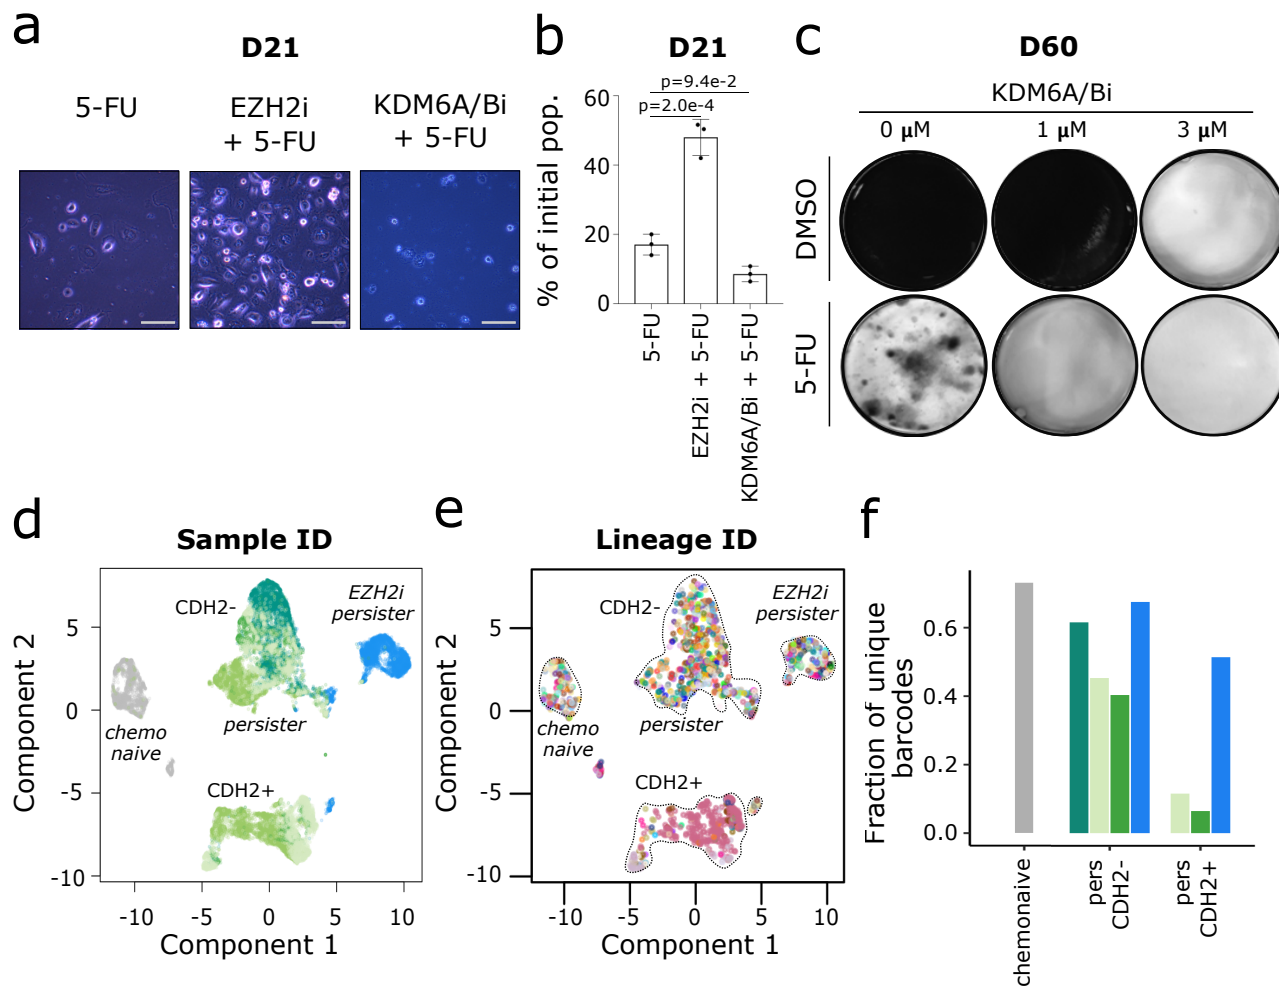 a
D21
5-FU
EZH2i
+ 5-FU
KDM6A/Bi
+ 5-FU
b
D21
% of initial pop.
60
40
20
0
p=9.4e-2
p=2.0e-4
5-FU
EZH2i + 5-FU
KDM6A/Bi + 5-FU
c
D60
KDM6A/Bi
0 µM
1 µM
3 µM
DMSO
5-FU
d
Sample ID
Component 2
5
0
-5
-10
CDH2-
EZH2i
persister
persister
chemo
naive
CDH2+
-10
-5
0
5
10
Component 1
e
Lineage ID
Component 2
5
0
-5
-10
CDH2-
EZH2i
persister
persister
chemo
naive
CDH2+
-10
-5
0
5
10
Component 1
f
Fraction of unique
barcodes
0.6
0.4
0.2
0.0
chemonaive
pers
CDH2-
pers
CDH2+